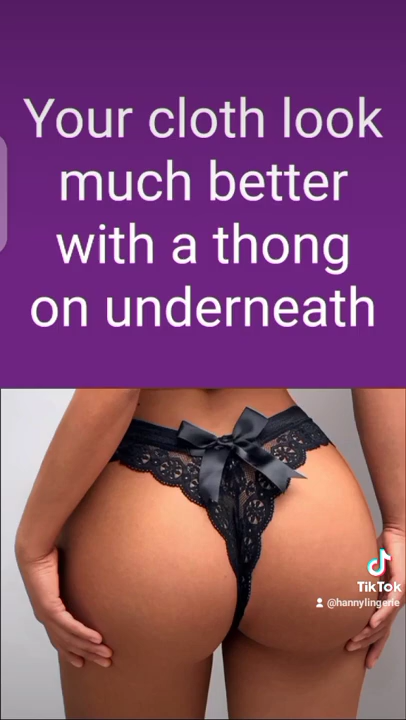 Your cloth look
much better
with a thong
on underneath
TikTok
@hannylingerie